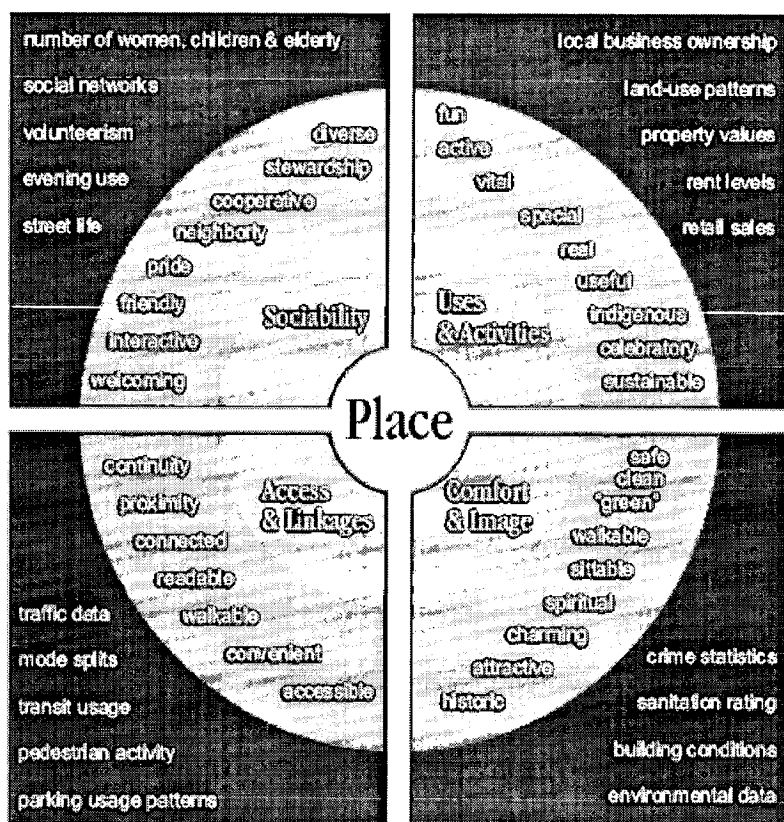 number of women, children & elderly
social networks
volunteerism
evening use
street life
diverse
stewardship
cooperative
neighborly
pride
friendly
interactive
welcoming
Sociability
local business ownership
land-use patterns
property values
rent levels
retail sales
fun
active
vital
special
real
useful
indigenous
celebratory
sustainable
Uses
& Activities
Place
continuity
proximity
connected
readable
walkable
convenient
accessible
Access
& Linkages
traffic data
mode splits
transit usage
pedestrian activity
parking usage patterns
Comfort
& Image
safe
clean
"green"
walkable
sittable
spiritual
charming
attractive
historic
crime statistics
sanitation rating
building conditions
environmental data